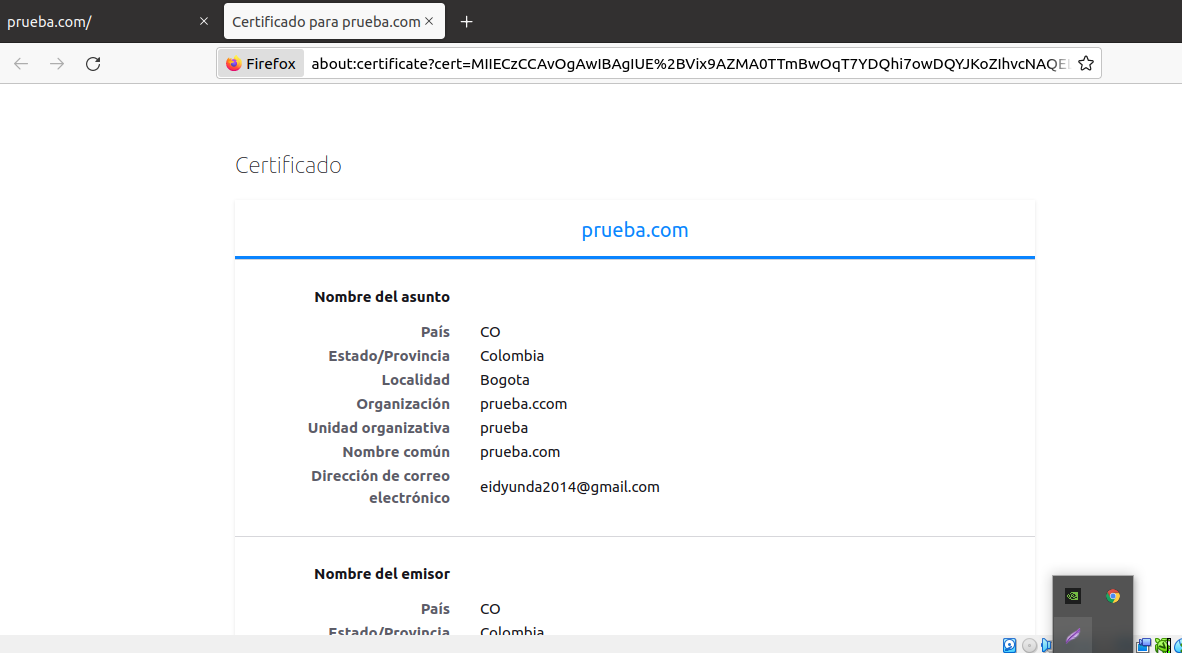 prueba.com/
Certificado para prueba.com
Firefox
about:certificate?cert=MIIECzCCAvOgAwIBAgIUE%2BVix9AZMA0TTmBwOqT7YDQhi7owDQYJKoZIhvcNAQEL
Certificado
prueba.com
Nombre del asunto
País CO
Estado/Provincia Colombia
Localidad Bogota
Organización prueba.ccom
Unidad organizativa prueba
Nombre común prueba.com
Dirección de correo electrónico eidyunda2014@gmail.com
Nombre del emisor
País CO
Estado/Provincia Colombia